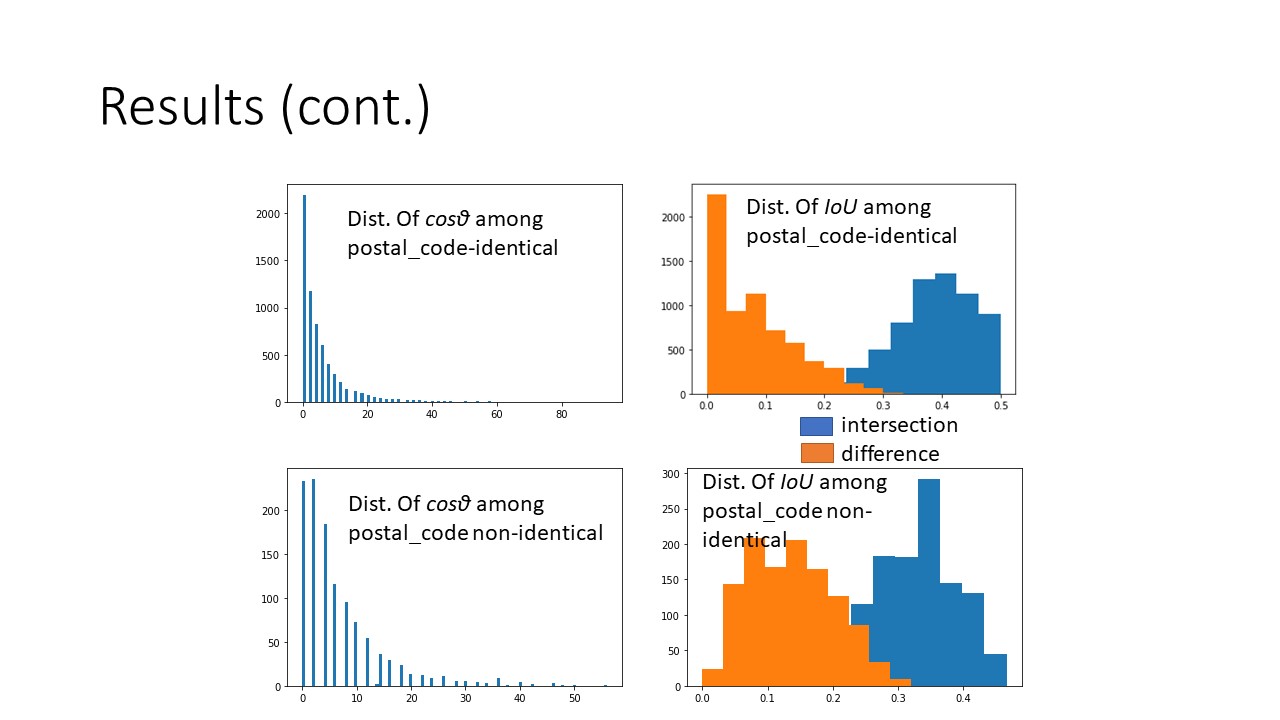 Results (cont.)
Dist. Of cosθ among
postal_code-identical
2000
1500
1000
500
0
0 20 40 60 80
Dist. Of IoU among
postal_code-identical
2000
1500
1000
500
0
0.0 0.1 0.2 0.3 0.4 0.5
intersection
difference
Dist. Of cosθ among
postal_code non-identical
200
150
100
50
0
0 10 20 30 40 50
Dist. Of IoU among
postal_code non-
identical
300
250
200
150
100
50
0
0.0 0.1 0.2 0.3 0.4